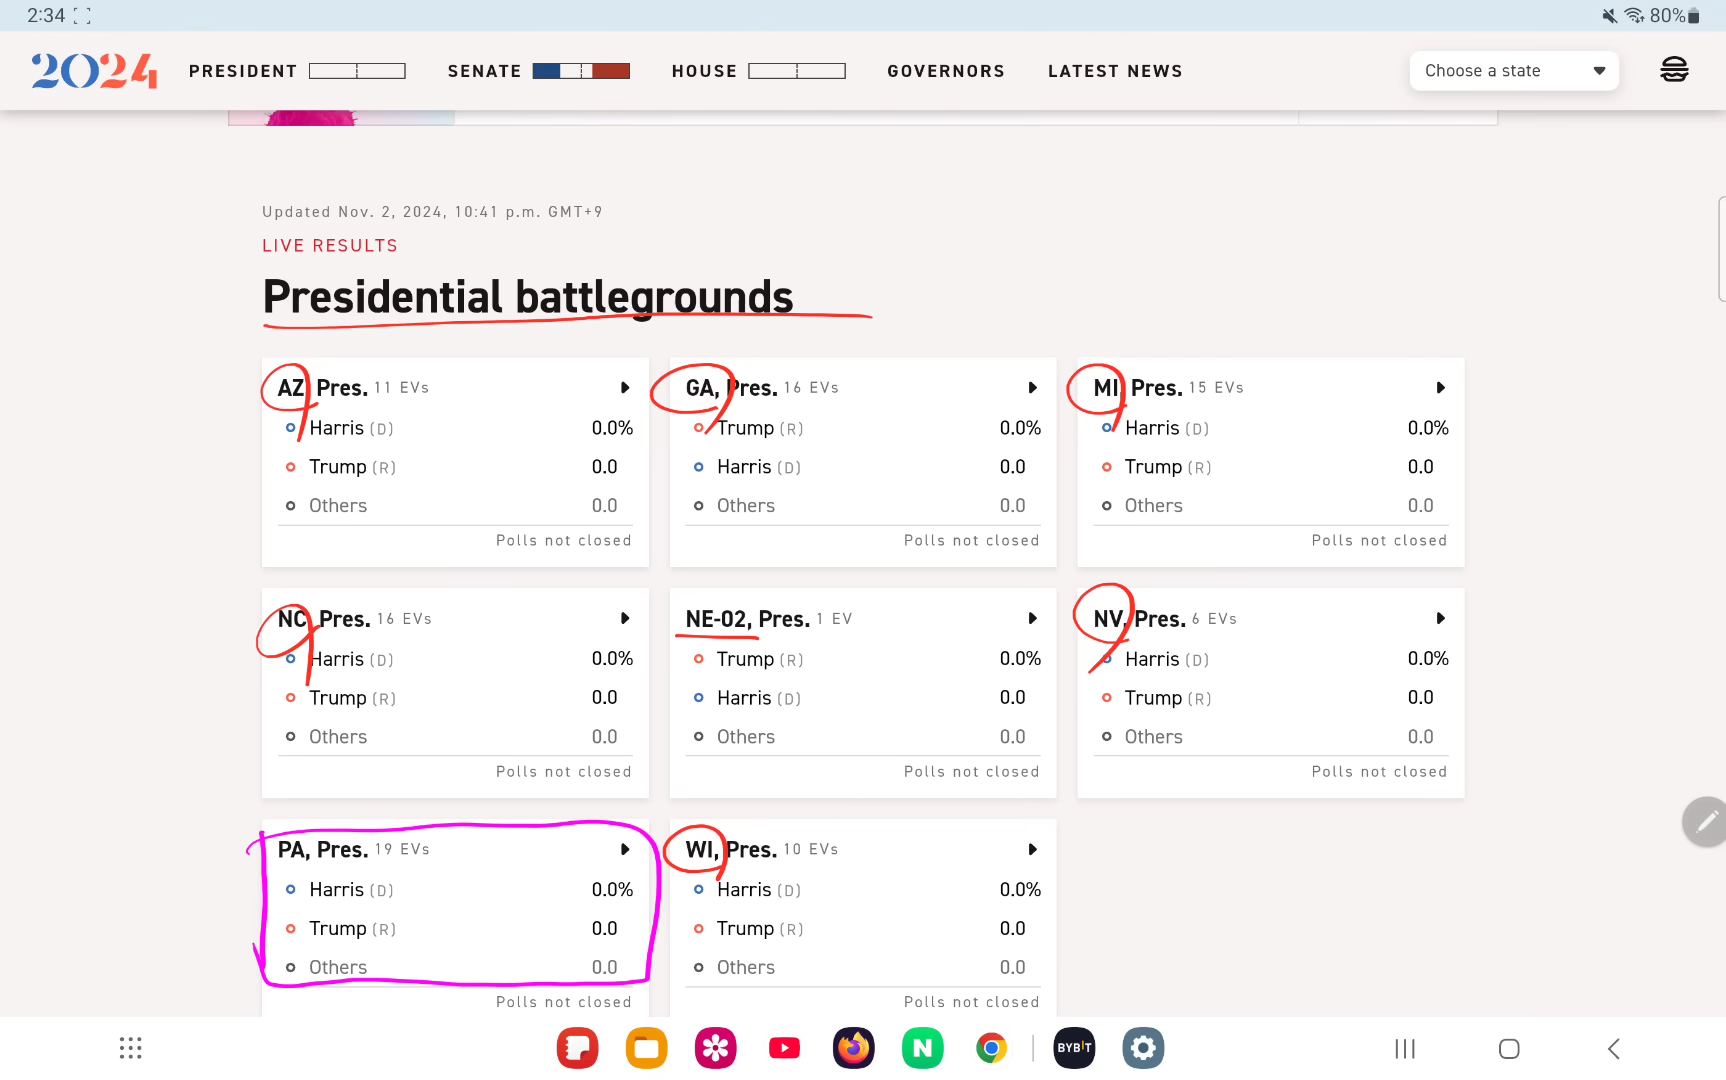 2:34 80%
2024 PRESIDENT SENATE HOUSE GOVERNORS LATEST NEWS Choose a state
Updated Nov. 2, 2024, 10:41 p.m. GMT+9
LIVE RESULTS
Presidential battlegrounds
AZ, Pres. 11 EVs
Harris (D) 0.0%
Trump (R) 0.0
Others 0.0
Polls not closed
GA, Pres. 16 EVs
Trump (R) 0.0%
Harris (D) 0.0
Others 0.0
Polls not closed
MI, Pres. 15 EVs
Harris (D) 0.0%
Trump (R) 0.0
Others 0.0
Polls not closed
NC, Pres. 16 EVs
Harris (D) 0.0%
Trump (R) 0.0
Others 0.0
Polls not closed
NE-02, Pres. 1 EV
Trump (R) 0.0%
Harris (D) 0.0
Others 0.0
Polls not closed
NV, Pres. 6 EVs
Harris (D) 0.0%
Trump (R) 0.0
Others 0.0
Polls not closed
PA, Pres. 19 EVs
Harris (D) 0.0%
Trump (R) 0.0
Others 0.0
Polls not closed
WI, Pres. 10 EVs
Harris (D) 0.0%
Trump (R) 0.0
Others 0.0
Polls not closed
N BYBIT